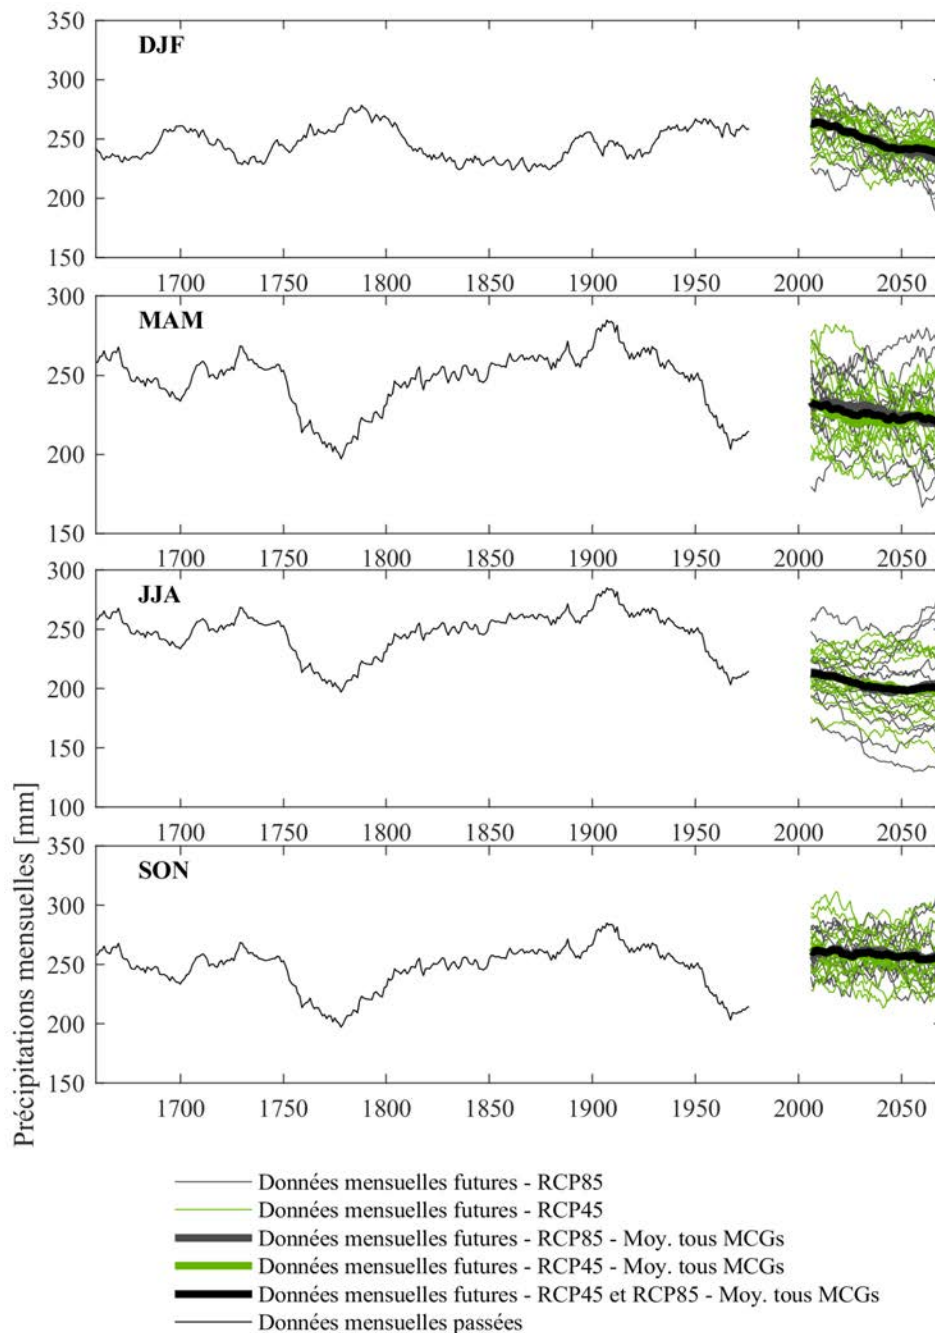 350
DJF
300
250
200
150
1700 1750 1800 1850 1900 1950 2000 2050
300
MAM
250
200
150
1700 1750 1800 1850 1900 1950 2000 2050
300
JJA
250
200
150
100
1700 1750 1800 1850 1900 1950 2000 2050
350
SON
300
250
200
150
1700 1750 1800 1850 1900 1950 2000 2050
Précipitations mensuelles [mm]
Données mensuelles futures - RCP85
Données mensuelles futures - RCP45
Données mensuelles futures - RCP85 - Moy. tous MCGs
Données mensuelles futures - RCP45 - Moy. tous MCGs
Données mensuelles futures - RCP45 et RCP85 - Moy. tous MCGs
Données mensuelles passées